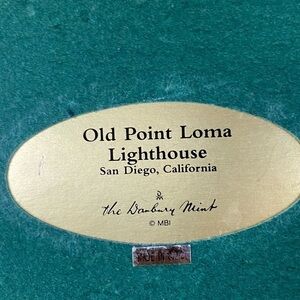 Old Point Loma
Lighthouse
San Diego, California
The Danbury Mint
© MBI